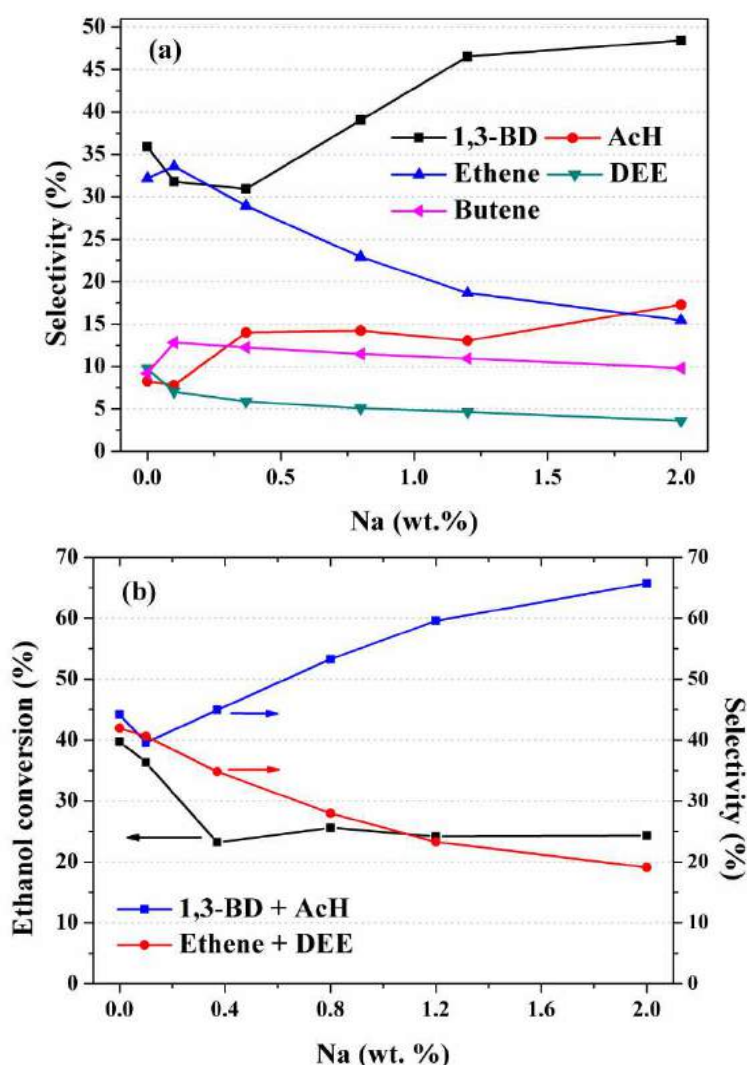 (a)
50
45
40
35
30
25
20
15
10
5
0
Selectivity (%)
1,3-BD AcH
Ethene DEE
Butene
0.0 0.5 1.0 1.5 2.0
Na (wt.%)
(b)
70 70
60 60
50 50
40 40
30 30
20 20
10 10
0 0
Ethanol conversion (%)
Selectivity (%)
1,3-BD + AcH
Ethene + DEE
0.0 0.4 0.8 1.2 1.6 2.0
Na (wt. %)